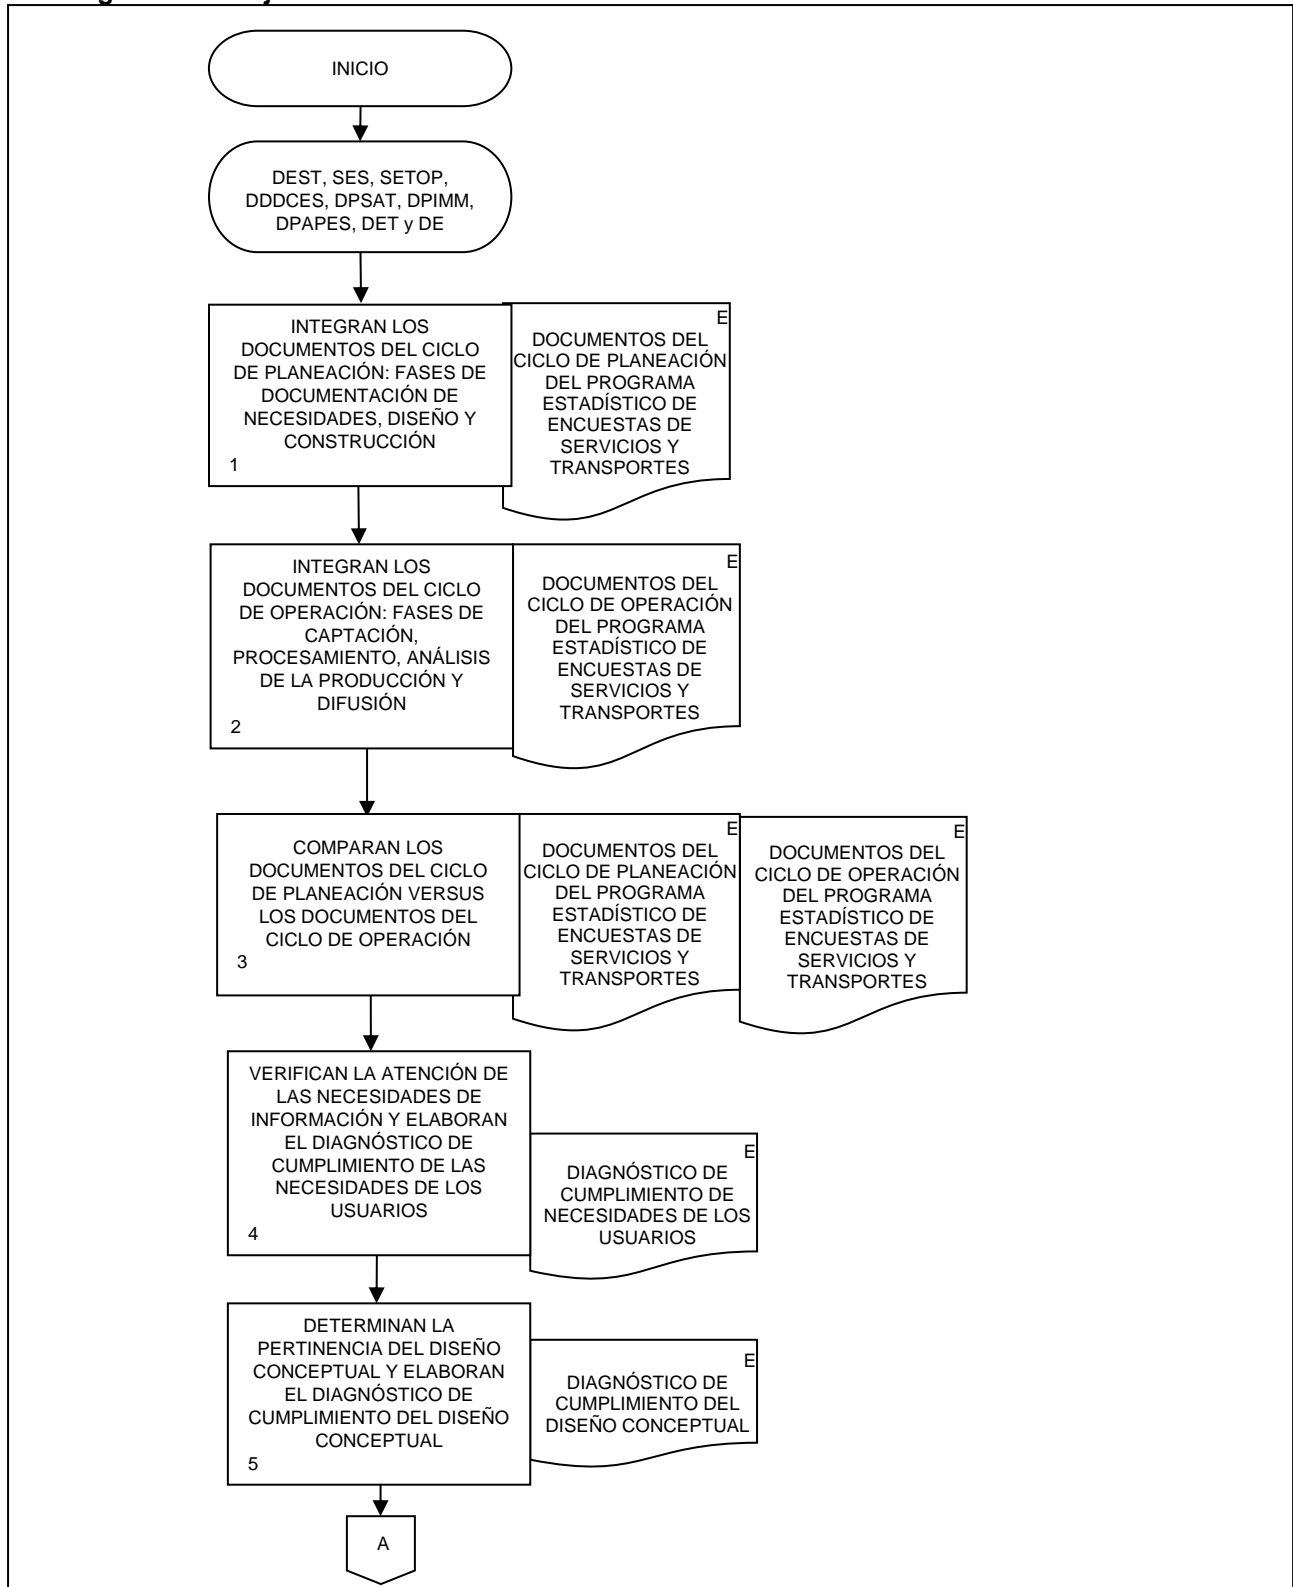 INICIO
DEST, SES, SETOP,
DDDCES, DPSAT, DPIMM,
DPAPES, DET y DE
INTEGRAN LOS
DOCUMENTOS DEL CICLO
DE PLANEACIÓN: FASES DE
DOCUMENTACIÓN DE
NECESIDADES, DISEÑO Y
CONSTRUCCIÓN
1
E
DOCUMENTOS DEL
CICLO DE PLANEACIÓN
DEL PROGRAMA
ESTADÍSTICO DE
ENCUESTAS DE
SERVICIOS Y
TRANSPORTES
INTEGRAN LOS
DOCUMENTOS DEL CICLO
DE OPERACIÓN: FASES DE
CAPTACIÓN,
PROCESAMIENTO, ANÁLISIS
DE LA PRODUCCIÓN Y
DIFUSIÓN
2
E
DOCUMENTOS DEL
CICLO DE OPERACIÓN
DEL PROGRAMA
ESTADÍSTICO DE
ENCUESTAS DE
SERVICIOS Y
TRANSPORTES
COMPARAN LOS
DOCUMENTOS DEL CICLO
DE PLANEACIÓN VERSUS
LOS DOCUMENTOS DEL
CICLO DE OPERACIÓN
3
E
DOCUMENTOS DEL
CICLO DE PLANEACIÓN
DEL PROGRAMA
ESTADÍSTICO DE
ENCUESTAS DE
SERVICIOS Y
TRANSPORTES
E
DOCUMENTOS DEL
CICLO DE OPERACIÓN
DEL PROGRAMA
ESTADÍSTICO DE
ENCUESTAS DE
SERVICIOS Y
TRANSPORTES
VERIFICAN LA ATENCIÓN DE
LAS NECESIDADES DE
INFORMACIÓN Y ELABORAN
EL DIAGNÓSTICO DE
CUMPLIMIENTO DE LAS
NECESIDADES DE LOS
USUARIOS
4
E
DIAGNÓSTICO DE
CUMPLIMIENTO DE
NECESIDADES DE LOS
USUARIOS
DETERMINAN LA
PERTINENCIA DEL DISEÑO
CONCEPTUAL Y ELABORAN
EL DIAGNÓSTICO DE
CUMPLIMIENTO DEL DISEÑO
CONCEPTUAL
5
E
DIAGNÓSTICO DE
CUMPLIMIENTO DEL
DISEÑO CONCEPTUAL
A